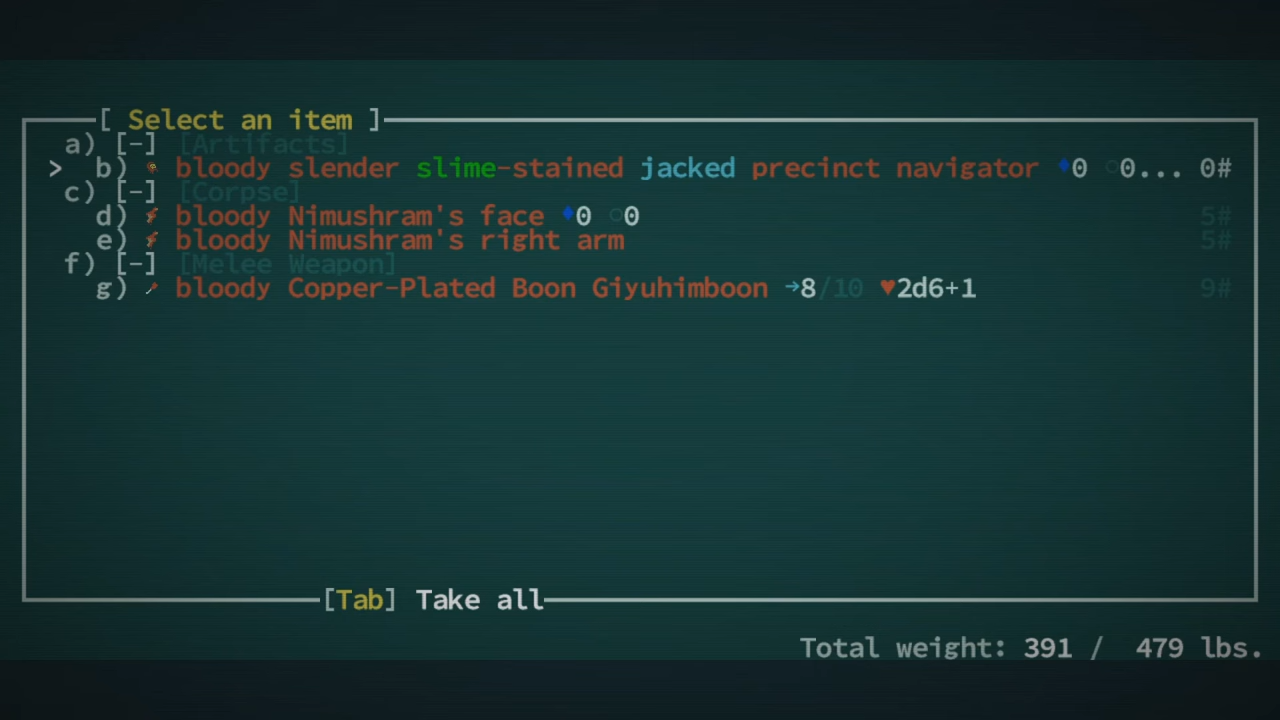 [ Select an item ]
a) [-] [Artifacts]
> b) bloody slender slime-stained jacked precinct navigator ♦0 ○0... 0#
c) [-] [Corpse]
d) bloody Nimushram's face ♦0 ○0 5#
e) bloody Nimushram's right arm 5#
f) [-] [Melee Weapon]
g) bloody Copper-Plated Boon Giyuhimboon →8/10 ♥2d6+1 9#
[Tab] Take all
Total weight: 391 / 479 lbs.